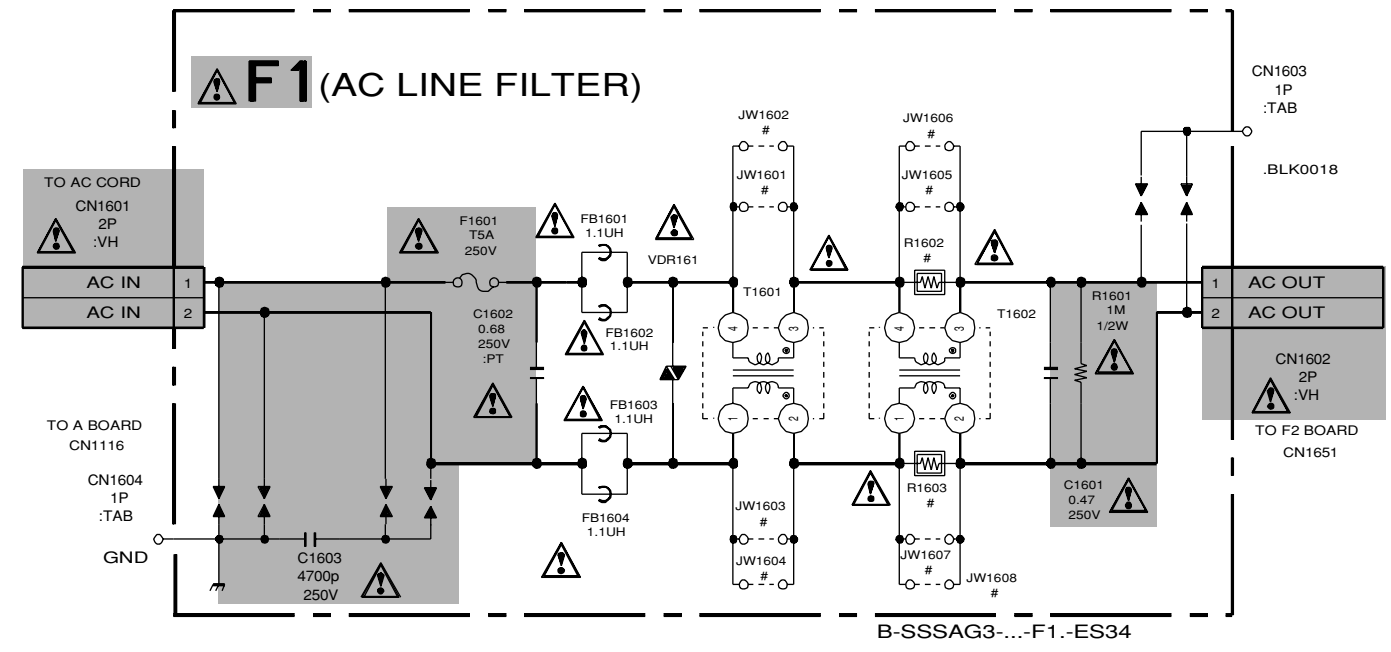 F1 (AC LINE FILTER)
CN1603
1P
:TAB
.BLK0018
JW1602
#
JW1601
#
JW1606
#
JW1605
#
TO AC CORD
CN1601
2P
:VH
AC IN 1
AC IN 2
F1601
T5A
250V
FB1601
1.1UH
VDR161
R1602
#
C1602
0.68
250V
:PT
FB1602
1.1UH
T1601
4 3
1 2
4 3
1 2
T1602
R1601
1M
1/2W
1 AC OUT
2 AC OUT
CN1602
2P
:VH
TO F2 BOARD
CN1651
FB1603
1.1UH
FB1604
1.1UH
TO A BOARD
CN1116
CN1604
1P
:TAB
GND
C1603
4700p
250V
R1603
#
C1601
0.47
250V
JW1603
#
JW1604
#
JW1607
#
JW1608
#
B-SSSAG3-...-F1.-ES34